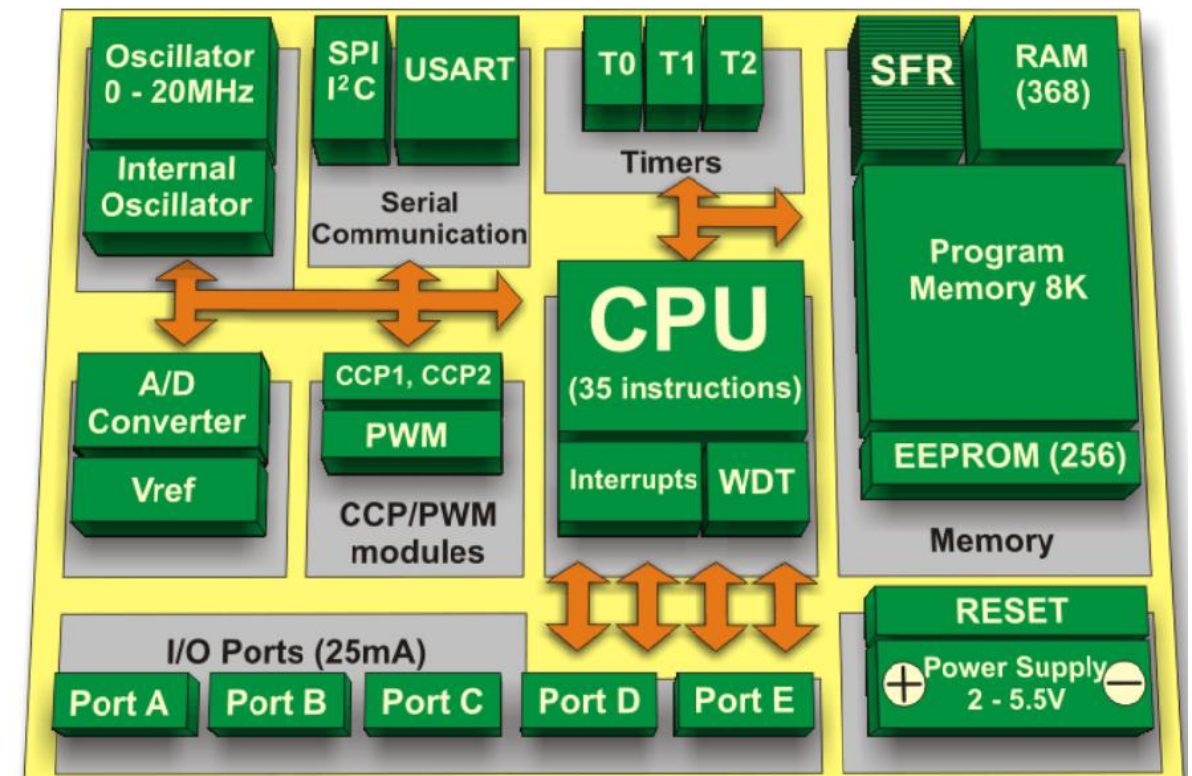 Oscillator
0 - 20MHz
Internal
Oscillator
SPI
I²C
USART
Serial
Communication
T0
T1
T2
Timers
SFR
RAM
(368)
Program
Memory 8K
EEPROM (256)
Memory
A/D
Converter
Vref
CCP1, CCP2
PWM
CCP/PWM
modules
CPU
(35 instructions)
Interrupts
WDT
I/O Ports (25mA)
Port A
Port B
Port C
Port D
Port E
RESET
Power Supply
2 - 5.5V
+
−